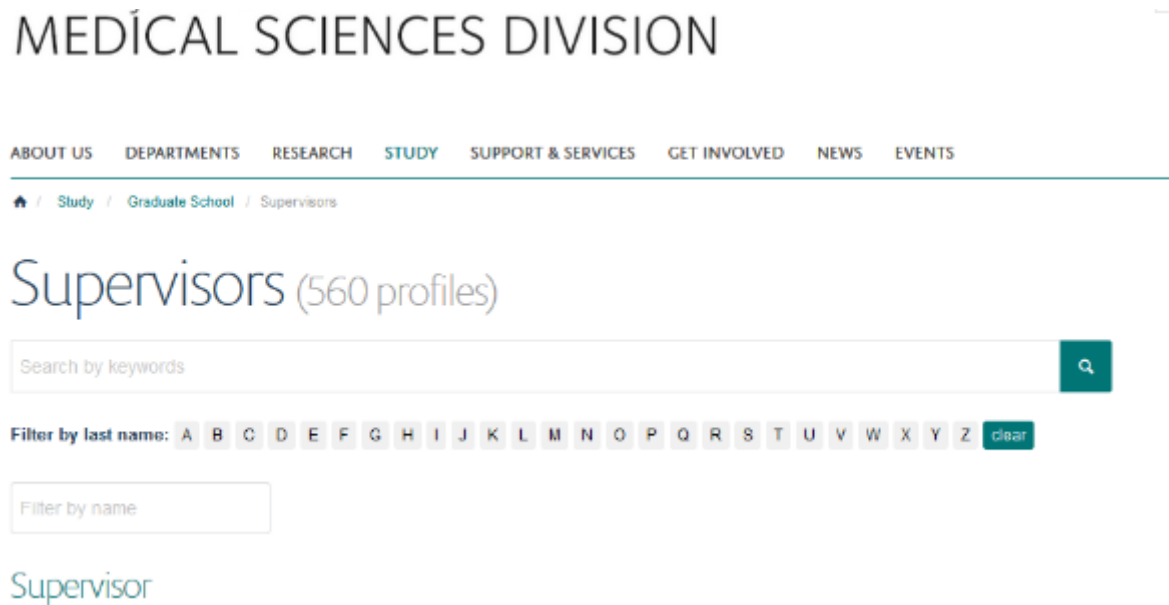 MEDICAL SCIENCES DIVISION
ABOUT US DEPARTMENTS RESEARCH STUDY SUPPORT & SERVICES GET INVOLVED NEWS EVENTS
/ Study / Graduate School / Supervisors
Supervisors (560 profiles)
Search by keywords
Filter by last name: A B C D E F G H I J K L M N O P Q R S T U V W X Y Z clear
Filter by name
Supervisor